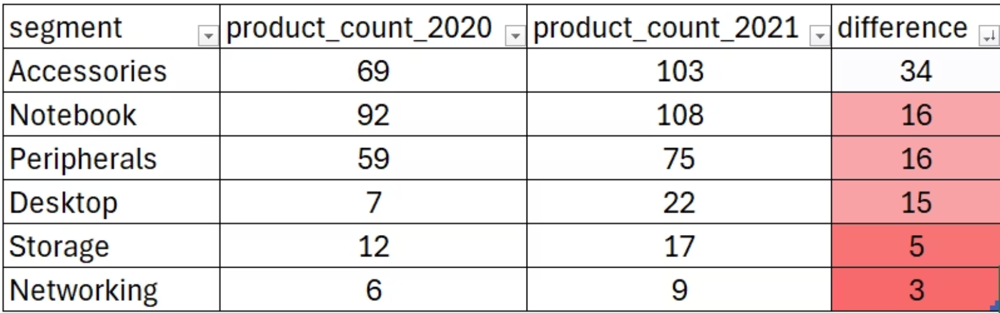 segment product_count_2020 product_count_2021 difference
Accessories 69 103 34
Notebook 92 108 16
Peripherals 59 75 16
Desktop 7 22 15
Storage 12 17 5
Networking 6 9 3